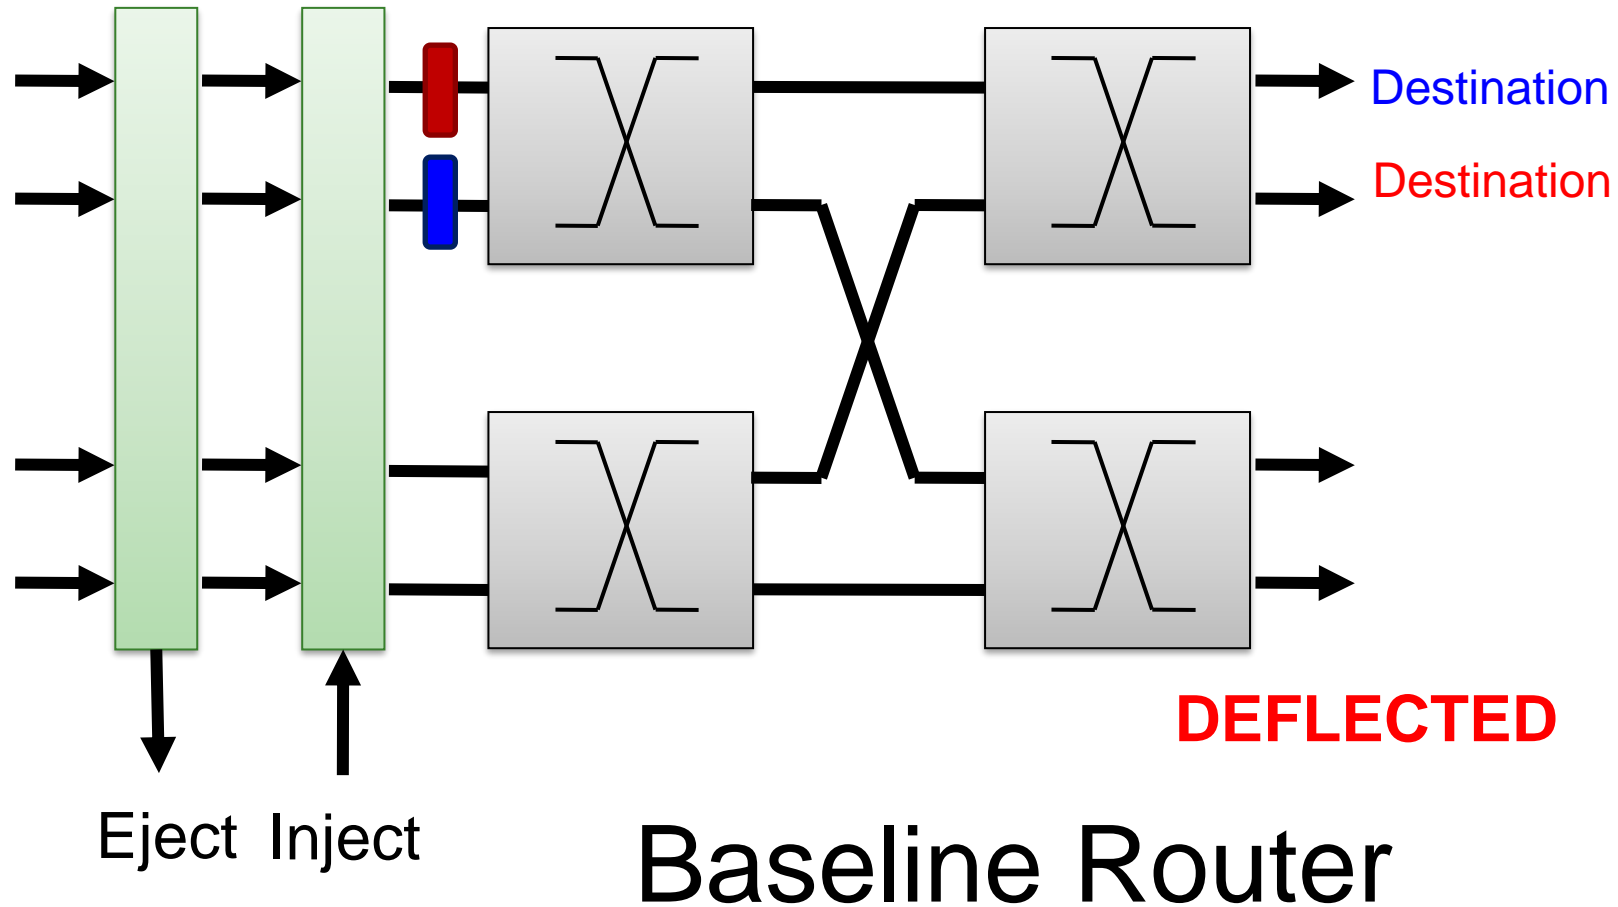 Destination
Destination
DEFLECTED
Eject Inject
Baseline Router